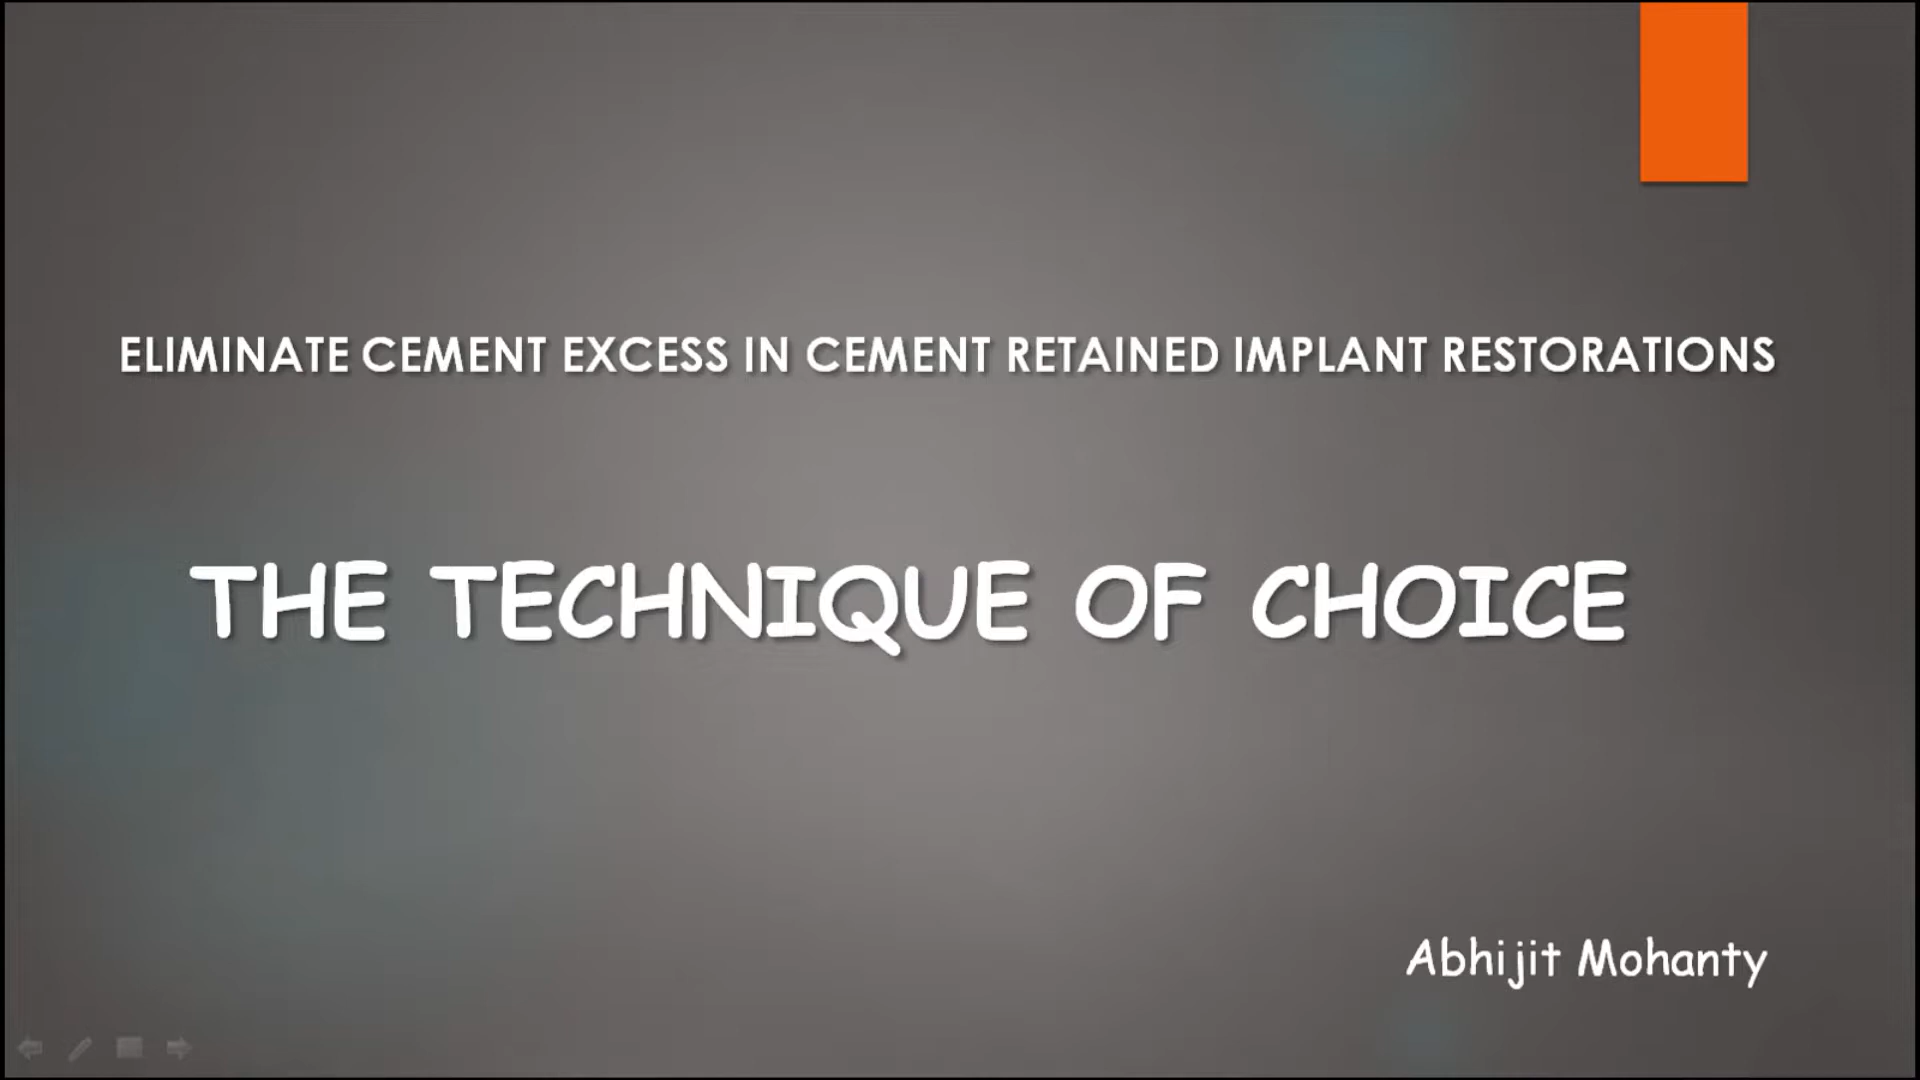 ELIMINATE CEMENT EXCESS IN CEMENT RETAINED IMPLANT RESTORATIONS
THE TECHNIQUE OF CHOICE
Abhijit Mohanty